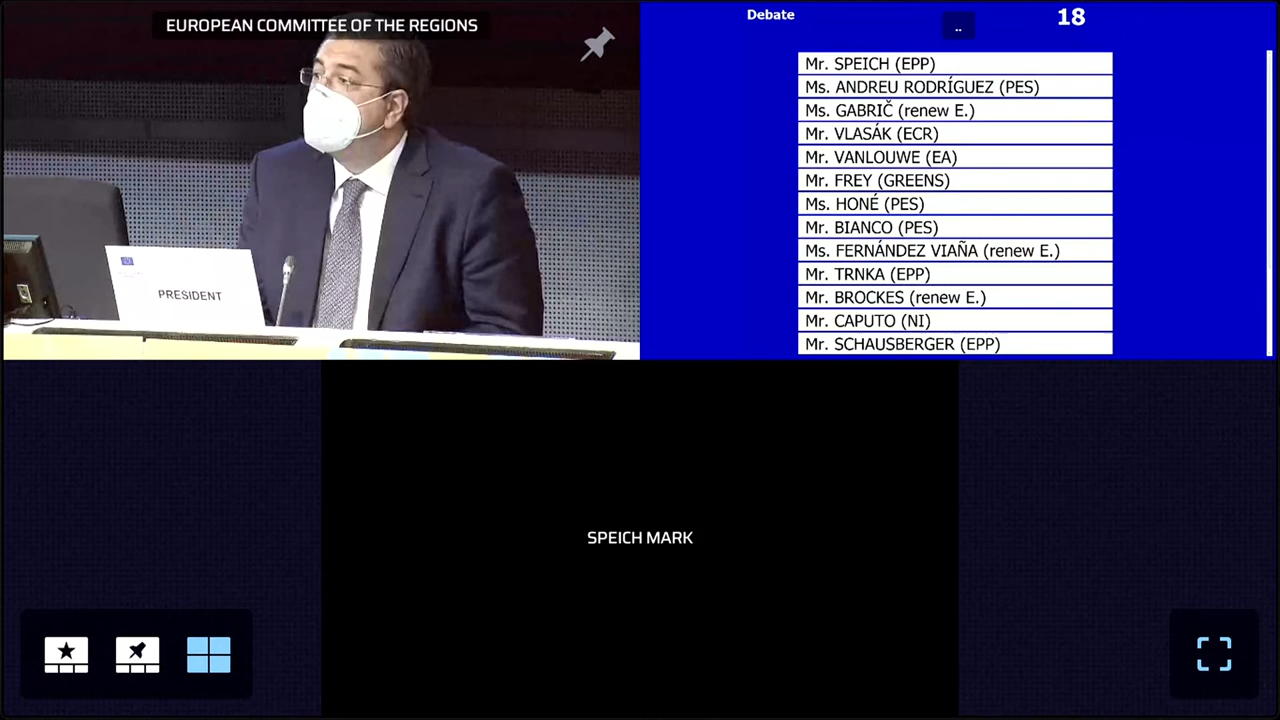 EUROPEAN COMMITTEE OF THE REGIONS
PRESIDENT
Debate
..
18
Mr. SPEICH (EPP)
Ms. ANDREU RODRÍGUEZ (PES)
Ms. GABRIČ (renew E.)
Mr. VLASÁK (ECR)
Mr. VANLOUWE (EA)
Mr. FREY (GREENS)
Ms. HONÉ (PES)
Mr. BIANCO (PES)
Ms. FERNÁNDEZ VIAÑA (renew E.)
Mr. TRNKA (EPP)
Mr. BROCKES (renew E.)
Mr. CAPUTO (NI)
Mr. SCHAUSBERGER (EPP)
SPEICH MARK